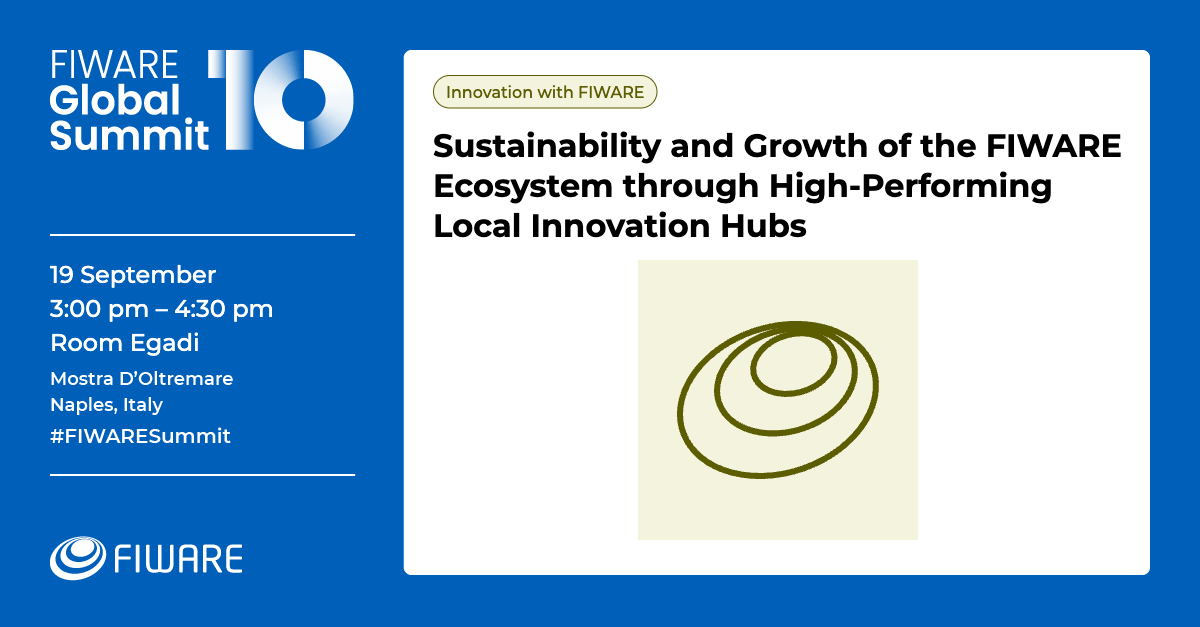 FIWARE
Global
Summit
10
19 September
3:00 pm – 4:30 pm
Room Egadi
Mostra D’Oltremare
Naples, Italy
#FIWARESummit
FIWARE
Innovation with FIWARE
Sustainability and Growth of the FIWARE
Ecosystem through High-Performing
Local Innovation Hubs